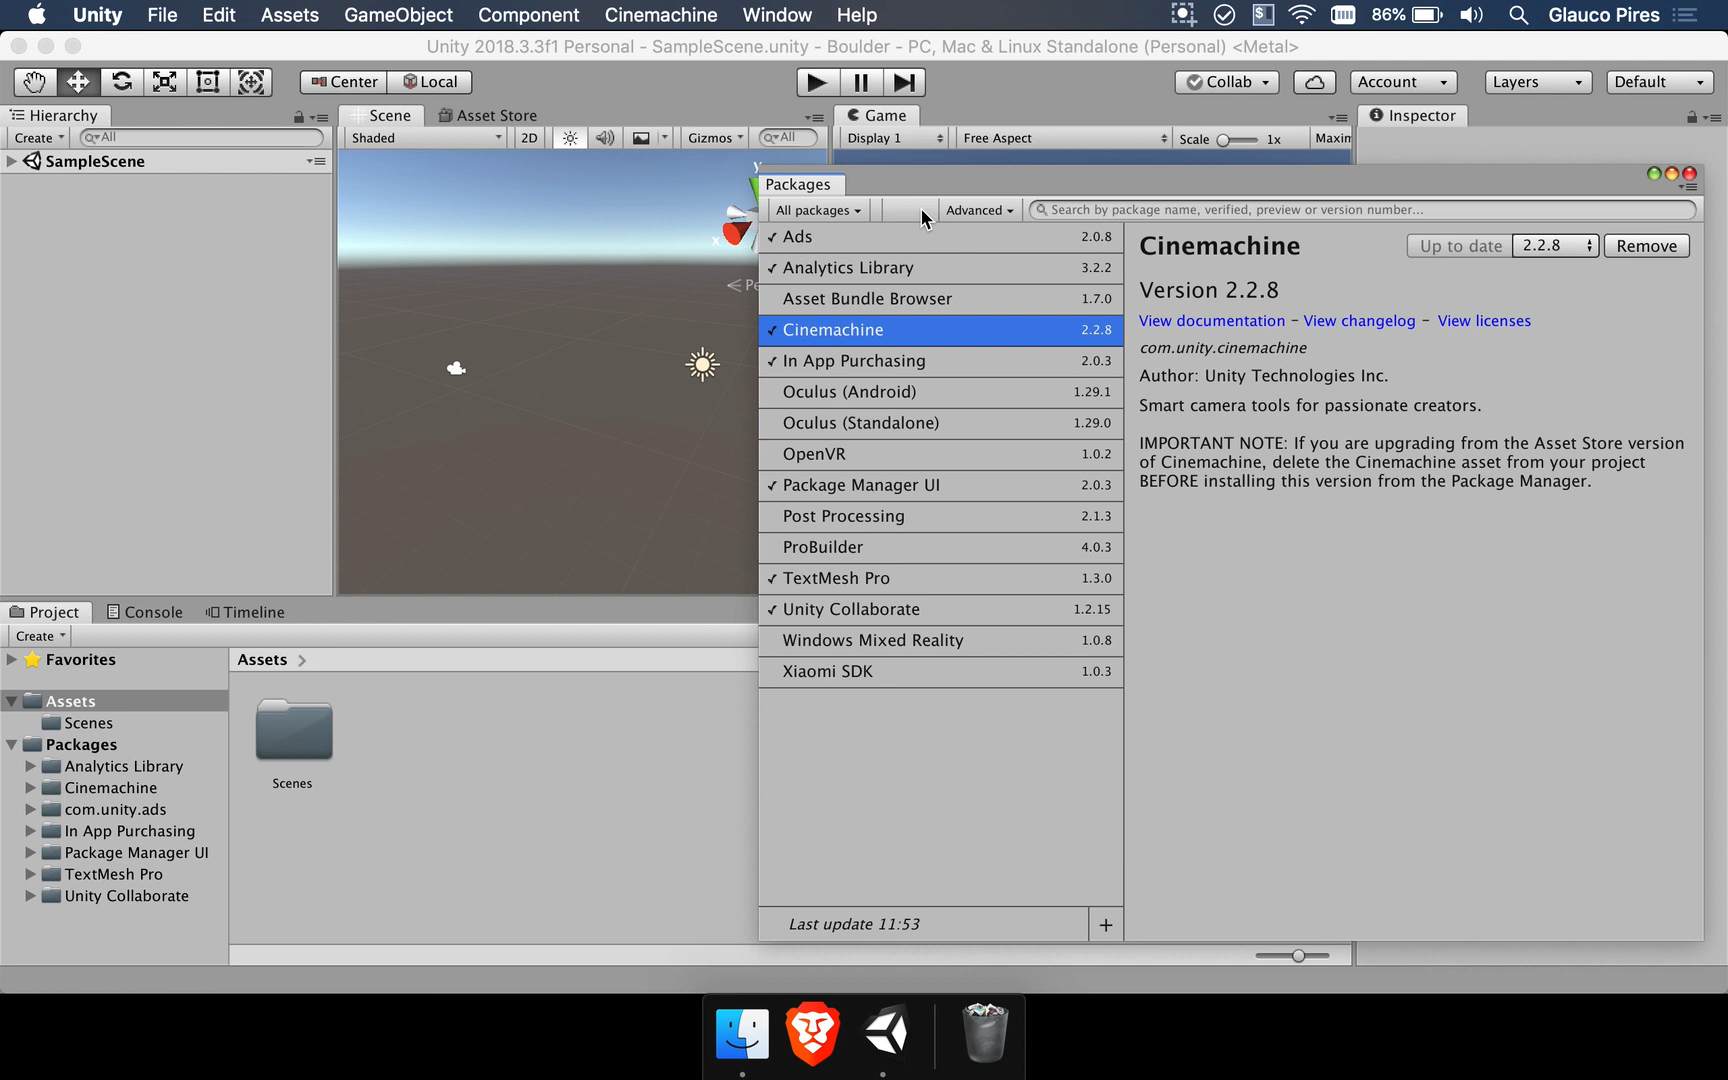 Unity File Edit Assets GameObject Component Cinemachine Window Help 86% Glauco Pires
Unity 2018.3.3f1 Personal - SampleScene.unity - Boulder - PC, Mac & Linux Standalone (Personal) <Metal>
Center Local Collab Account Layers Default
Hierarchy Scene Asset Store Game Inspector
Create All Shaded 2D Gizmos All Display 1 Free Aspect Scale 1x Maxim
SampleScene
y
x
< Pe
Packages
All packages Advanced Search by package name, verified, preview or version number...
Ads 2.0.8
Analytics Library 3.2.2
Asset Bundle Browser 1.7.0
Cinemachine 2.2.8
In App Purchasing 2.0.3
Oculus (Android) 1.29.1
Oculus (Standalone) 1.29.0
OpenVR 1.0.2
Package Manager UI 2.0.3
Post Processing 2.1.3
ProBuilder 4.0.3
TextMesh Pro 1.3.0
Unity Collaborate 1.2.15
Windows Mixed Reality 1.0.8
Xiaomi SDK 1.0.3
Last update 11:53 +
Cinemachine Up to date 2.2.8 Remove
Version 2.2.8
View documentation - View changelog - View licenses
com.unity.cinemachine
Author: Unity Technologies Inc.
Smart camera tools for passionate creators.
IMPORTANT NOTE: If you are upgrading from the Asset Store version
of Cinemachine, delete the Cinemachine asset from your project
BEFORE installing this version from the Package Manager.
Project Console Timeline
Create
Favorites
Assets
Scenes
Packages
Analytics Library
Cinemachine
com.unity.ads
In App Purchasing
Package Manager UI
TextMesh Pro
Unity Collaborate
Assets >
Scenes